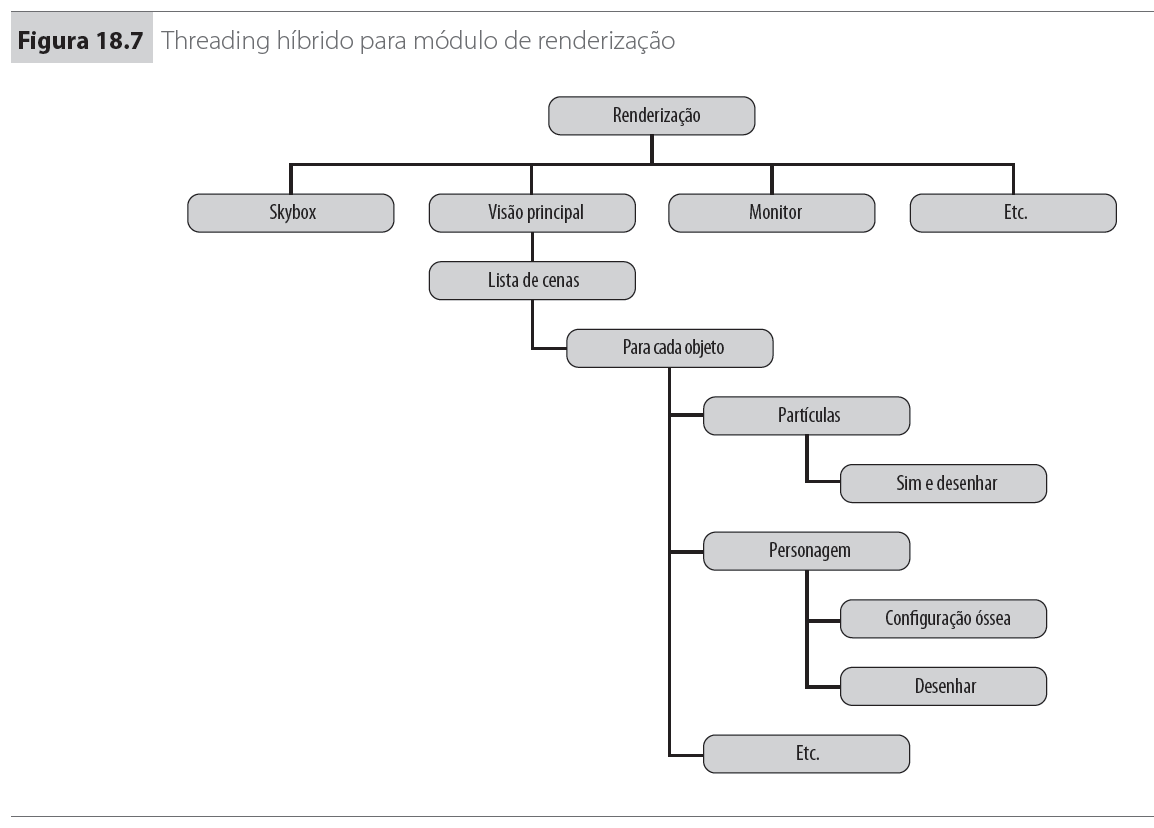 Figura 18.7 Threading híbrido para módulo de renderização
Renderização
Skybox
Visão principal
Monitor
Etc.
Lista de cenas
Para cada objeto
Partículas
Sim e desenhar
Personagem
Configuração óssea
Desenhar
Etc.